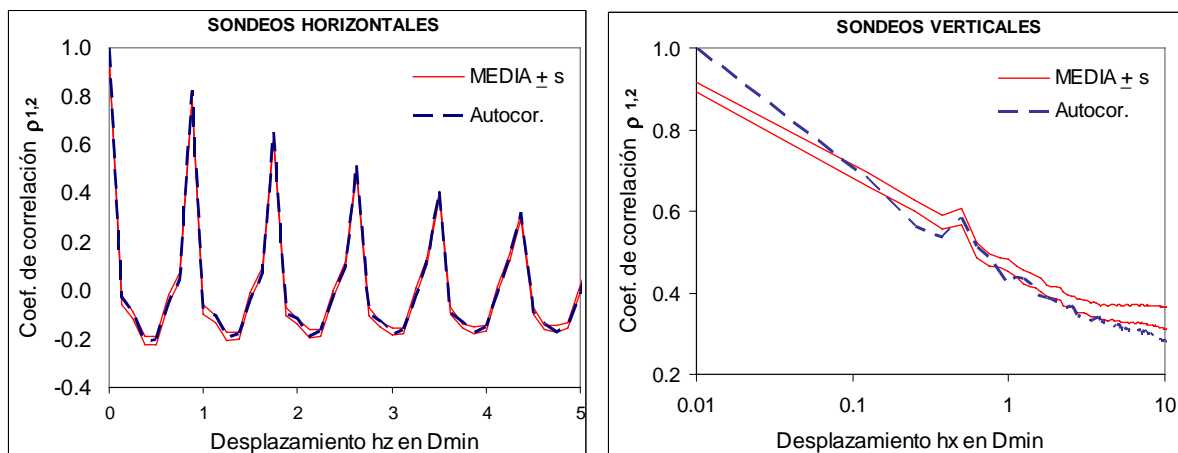 SONDEOS HORIZONTALES
Coef. de correlación ρ1,2
1.0
0.8
0.6
0.4
0.2
0.0
-0.2
-0.4
MEDIA ± s
Autocor.
0 1 2 3 4 5
Desplazamiento hz en Dmin
SONDEOS VERTICALES
Coef. de correlación ρ 1,2
1.0
0.8
0.6
0.4
0.2
MEDIA ± s
Autocor.
0.01 0.1 1 10
Desplazamiento hx en Dmin